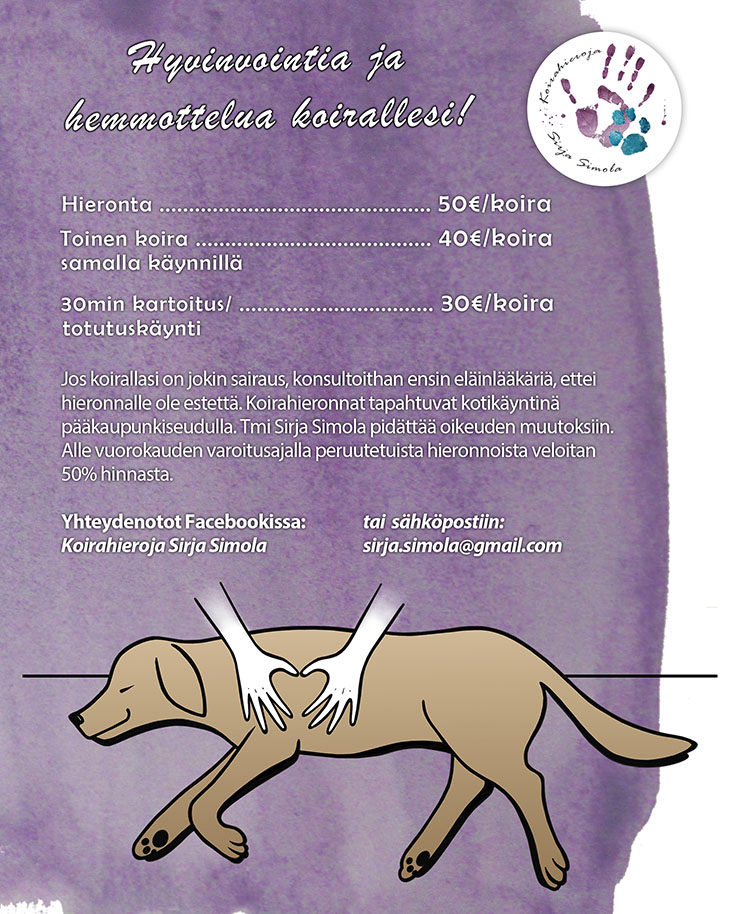 Hyvinvointia ja
hemmottelua koirallesi!
Koirahieroja
Sirja Simola
Hieronta .............................................. 50€/koira
Toinen koira ........................................ 40€/koira
samalla käynnillä
30min kartoitus/ ................................. 30€/koira
totutuskäynti
Jos koirallasi on jokin sairaus, konsultoithan ensin eläinlääkäriä, ettei
hieronnalle ole estettä. Koirahieronnat tapahtuvat kotikäyntinä
pääkaupunkiseudulla. Tmi Sirja Simola pidättää oikeuden muutoksiin.
Alle vuorokauden varoitusajalla peruutetuista hieronnoista veloitan
50% hinnasta.
Yhteydenotot Facebookissa:
Koirahieroja Sirja Simola
tai sähköpostiin:
sirja.simola@gmail.com